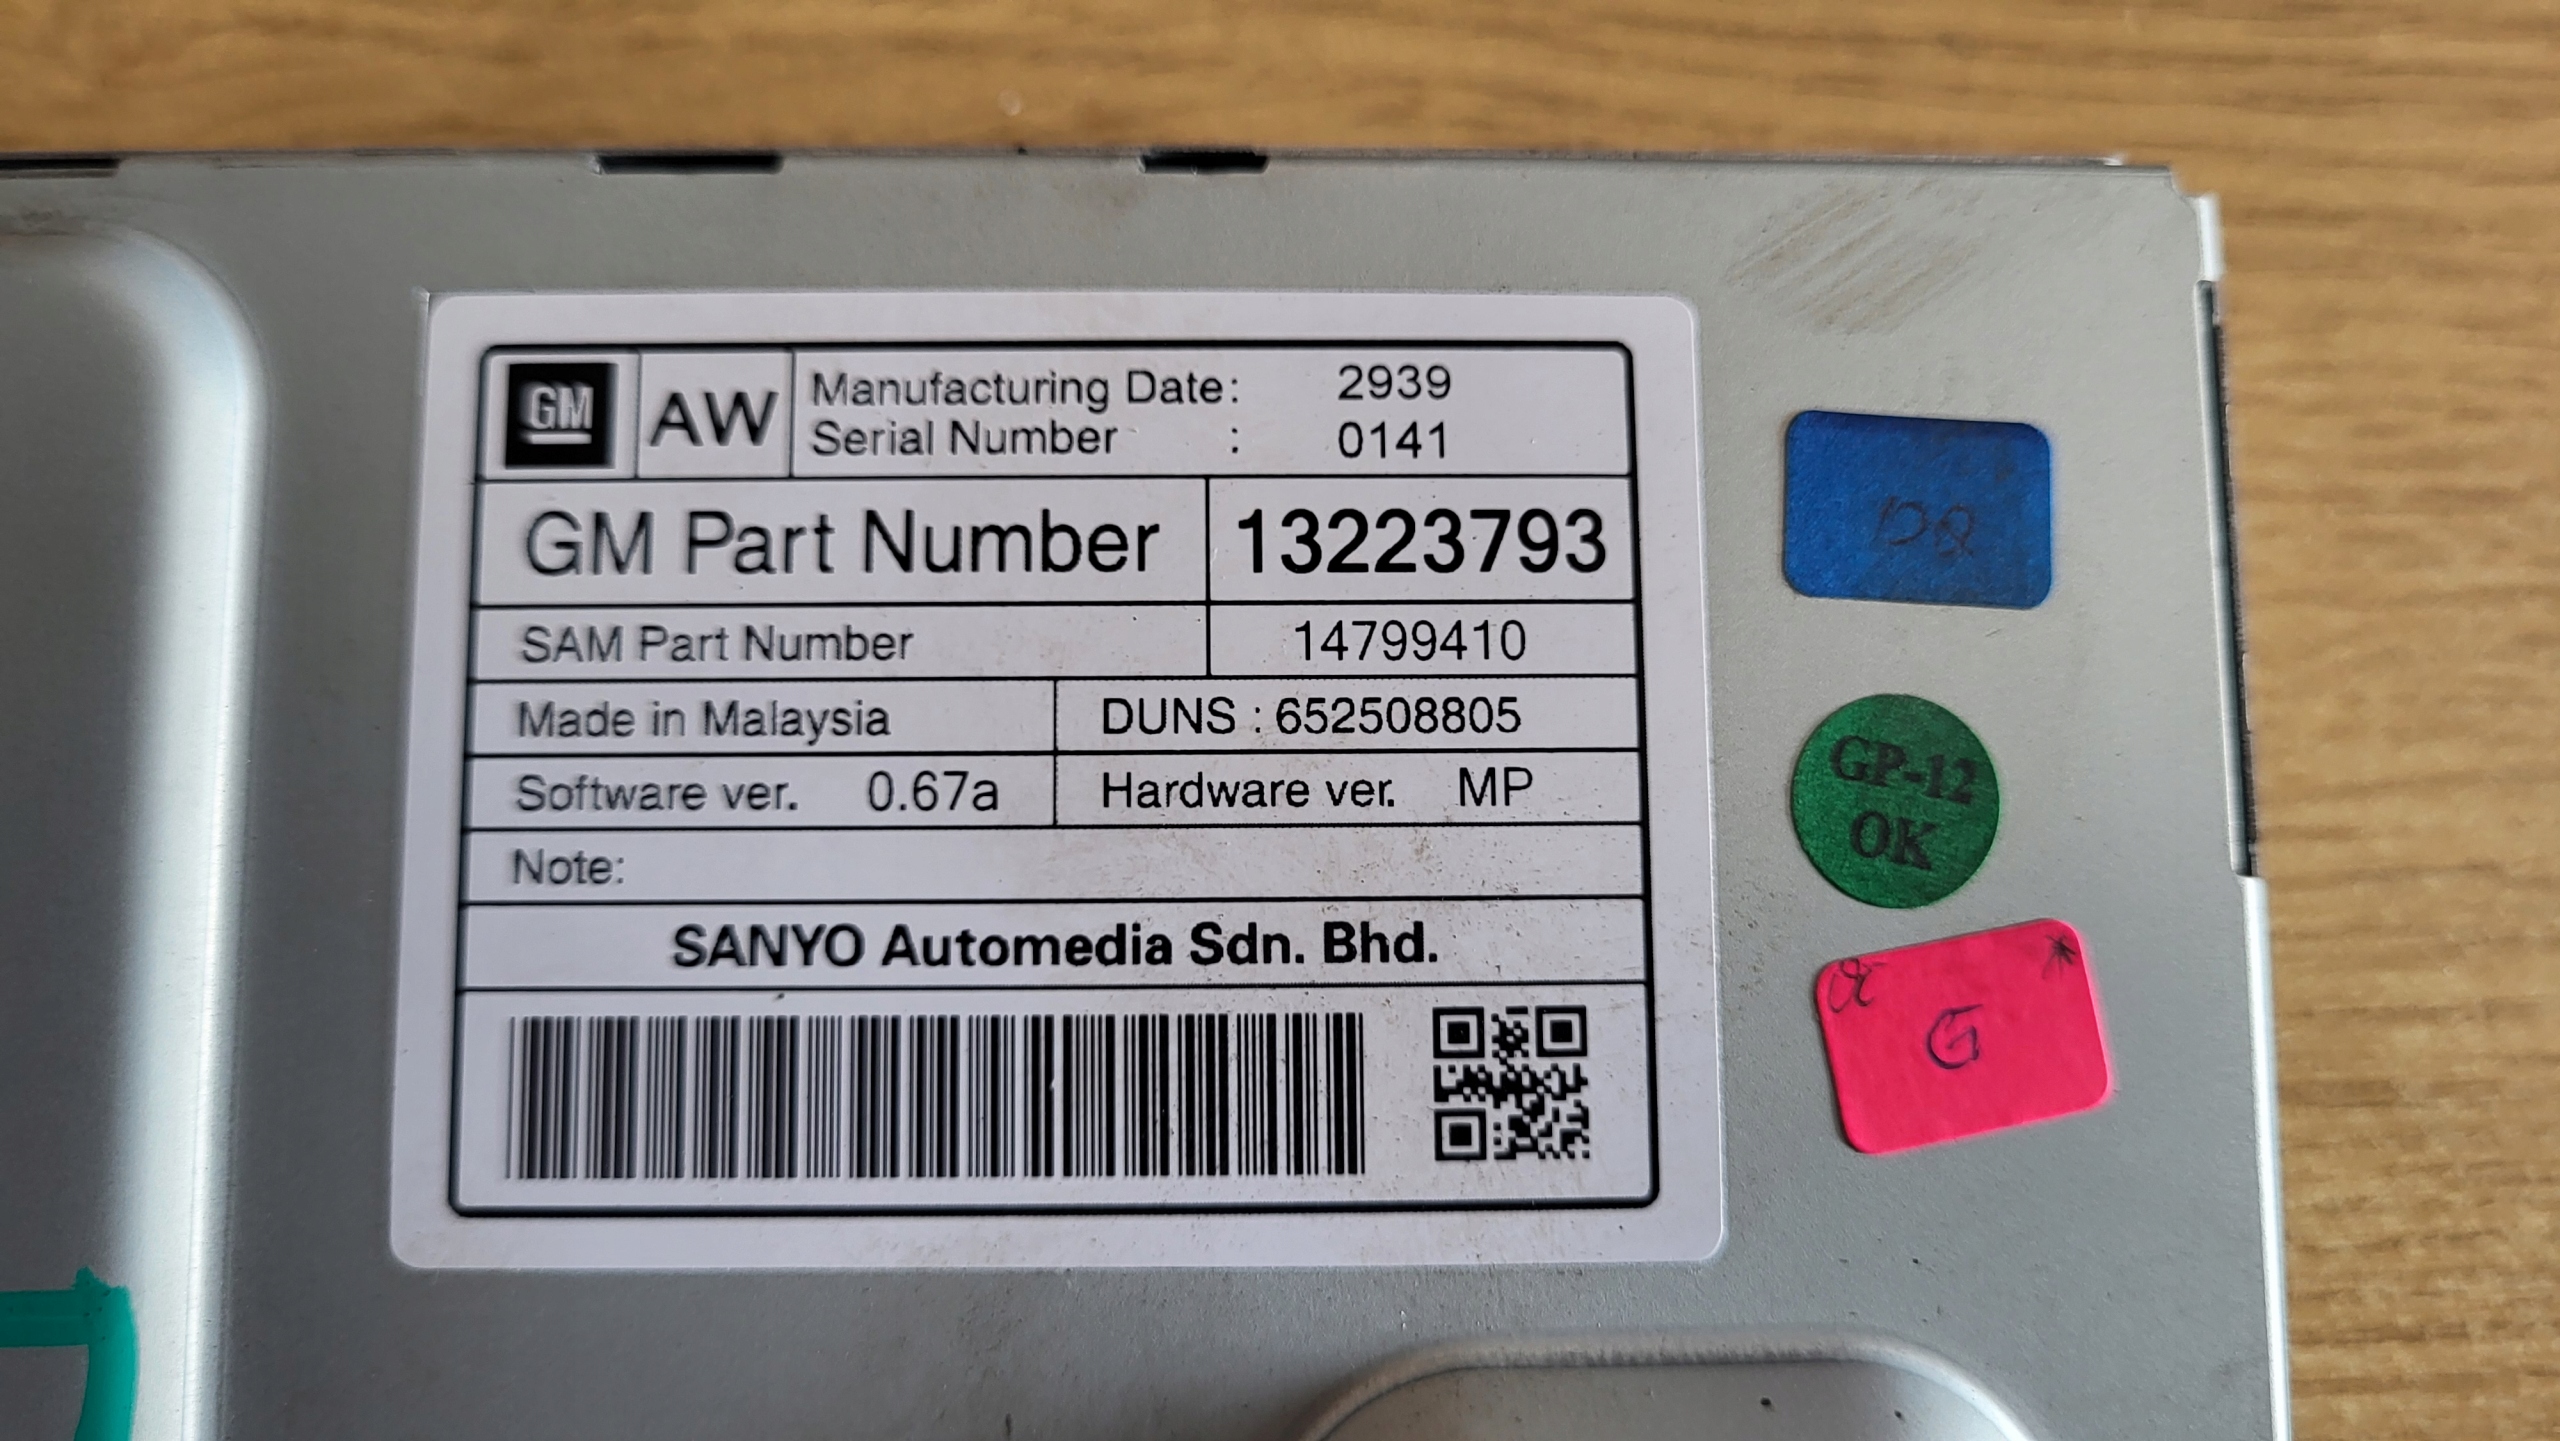 GM
AW
Manufacturing Date: 2939
Serial Number : 0141
GM Part Number 13223793
SAM Part Number 14799410
Made in Malaysia DUNS : 652508805
Software ver. 0.67a Hardware ver. MP
Note:
SANYO Automedia Sdn. Bhd.
GP-12
OK
G